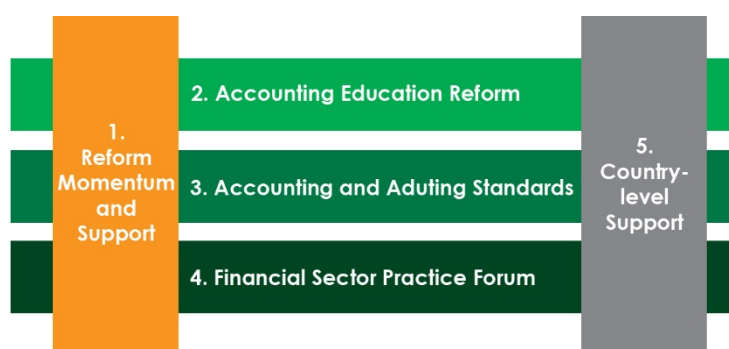 1.
Reform
Momentum
and
Support
2. Accounting Education Reform
3. Accounting and Aduting Standards
4. Financial Sector Practice Forum
5.
Country-
level
Support